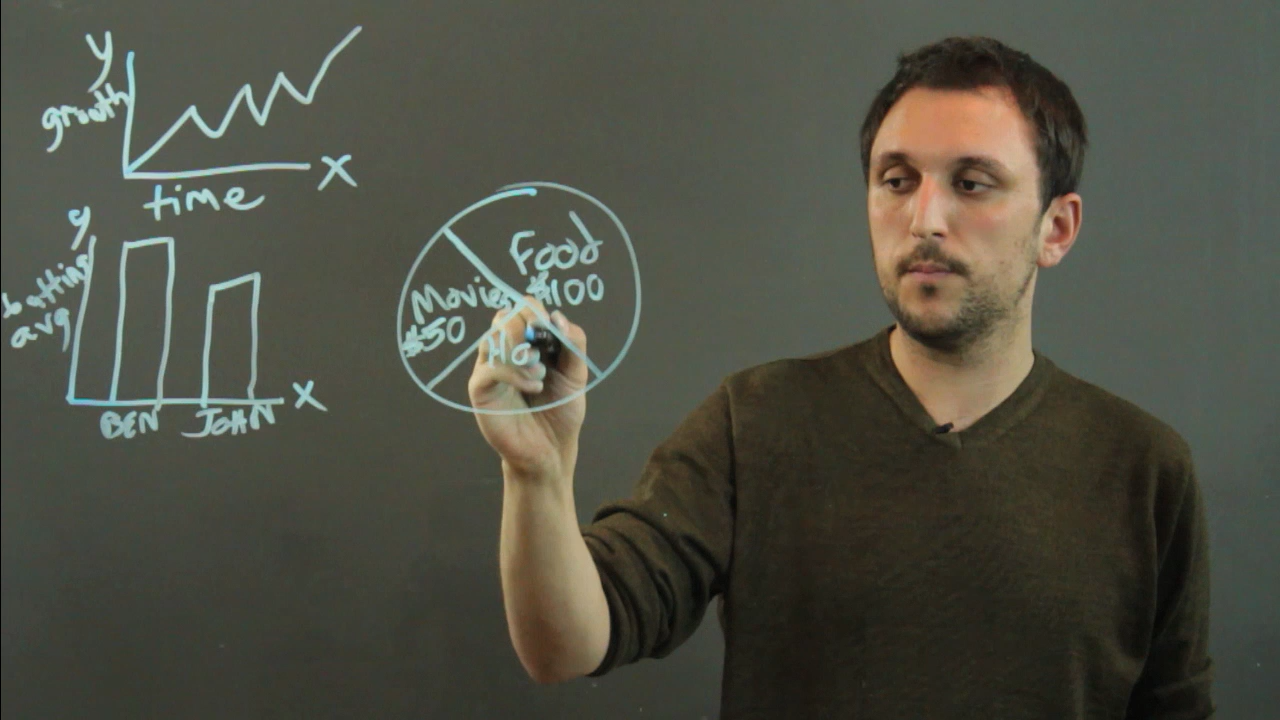 y
growth
x
time
y
batting
avg
x
BEN JOHN
Food
$100
Movies
$50
Ho